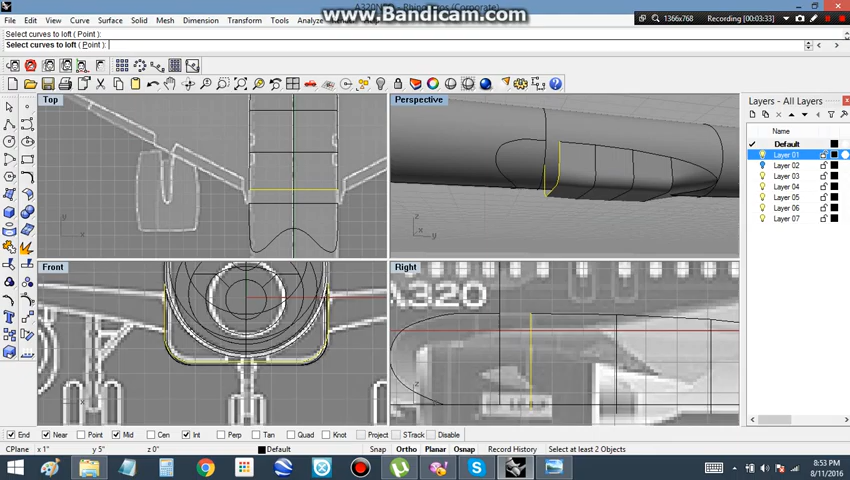 A320NEO - Rhinoceros (Corporate)
www.Bandicam.com
1366x768
Recording [00:03:33]
File Edit View Curve Surface Solid Mesh Dimension Transform Tools Analyze
Select curves to loft ( Point ):
Select curves to loft ( Point ):
Top
Perspective
Front
Right
A320
Layers - All Layers
Name
Default
Layer 01
Layer 02
Layer 03
Layer 04
Layer 05
Layer 06
Layer 07
End Near Point Mid Cen Int Perp Tan Quad Knot Project STrack Disable
CPlane x 1" y 5" z 0" Default Snap Ortho Planar Osnap Record History Select at least 2 Objects
8:53 PM
8/11/2016